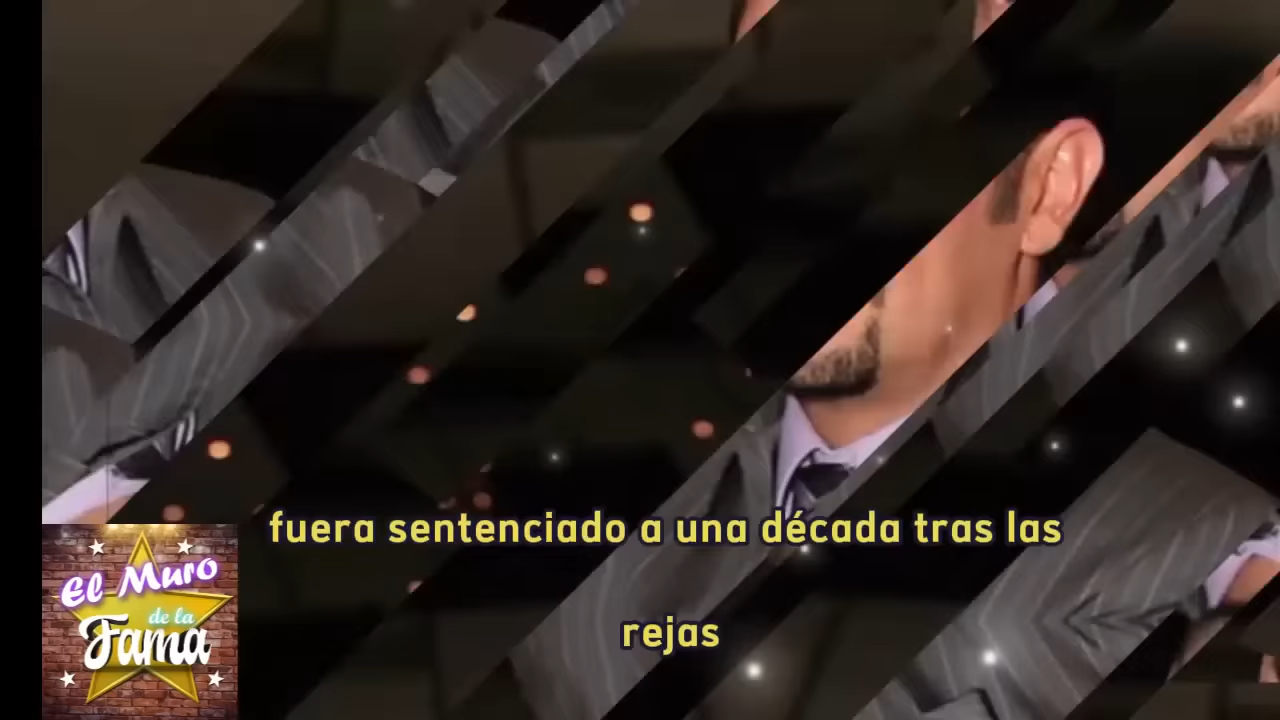 fuera sentenciado a una década tras las
rejas
El Muro
de la
Fama